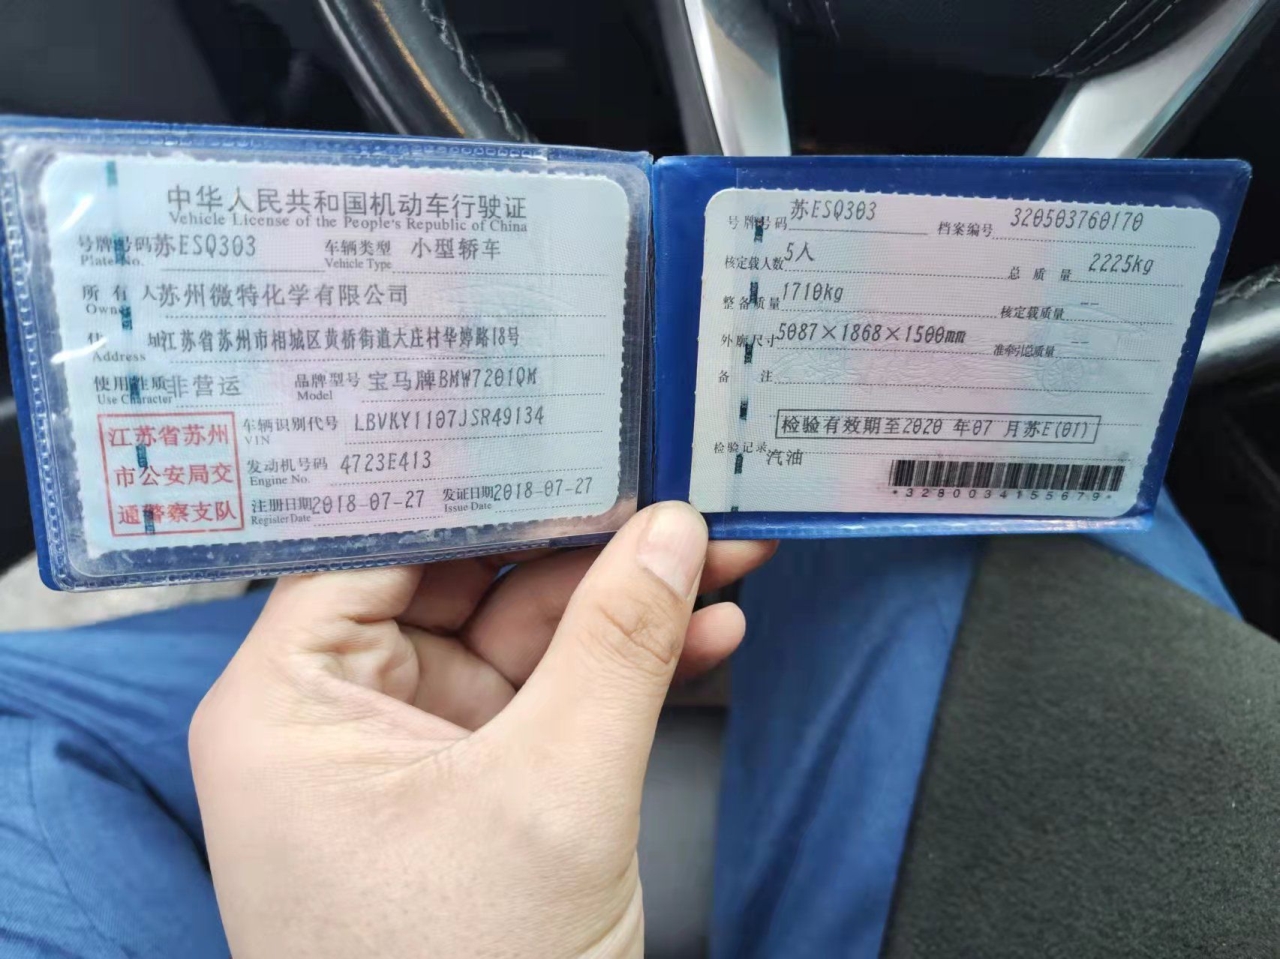 中华人民共和国机动车行驶证
Vehicle License of the People's Republic of China
号牌号码 苏ESQ303 车辆类型 小型轿车
Plate No. Vehicle Type
所有人 苏州微特化学有限公司
Owner
住址 江苏省苏州市相城区黄桥街道大庄村华婷路18号
Address
使用性质 非营运 品牌型号 宝马牌BMW7201QM
Use Character Model
江苏省苏州
市公安局交
通警察支队
车辆识别代号 LBVKY1107JSR49134
VIN
发动机号码 4723E413
Engine No.
注册日期 2018-07-27 发证日期 2018-07-27
Register Date Issue Date
号牌号码 苏ESQ303 档案编号 320503760170
核定载人数 5人 总质量 2225kg
整备质量 1710kg 核定载质量 --
外廓尺寸 5087×1868×1500mm 准牵引总质量 --
备注
检验有效期至2020年07月苏E(01)
检验记录 汽油
*3280034155679*